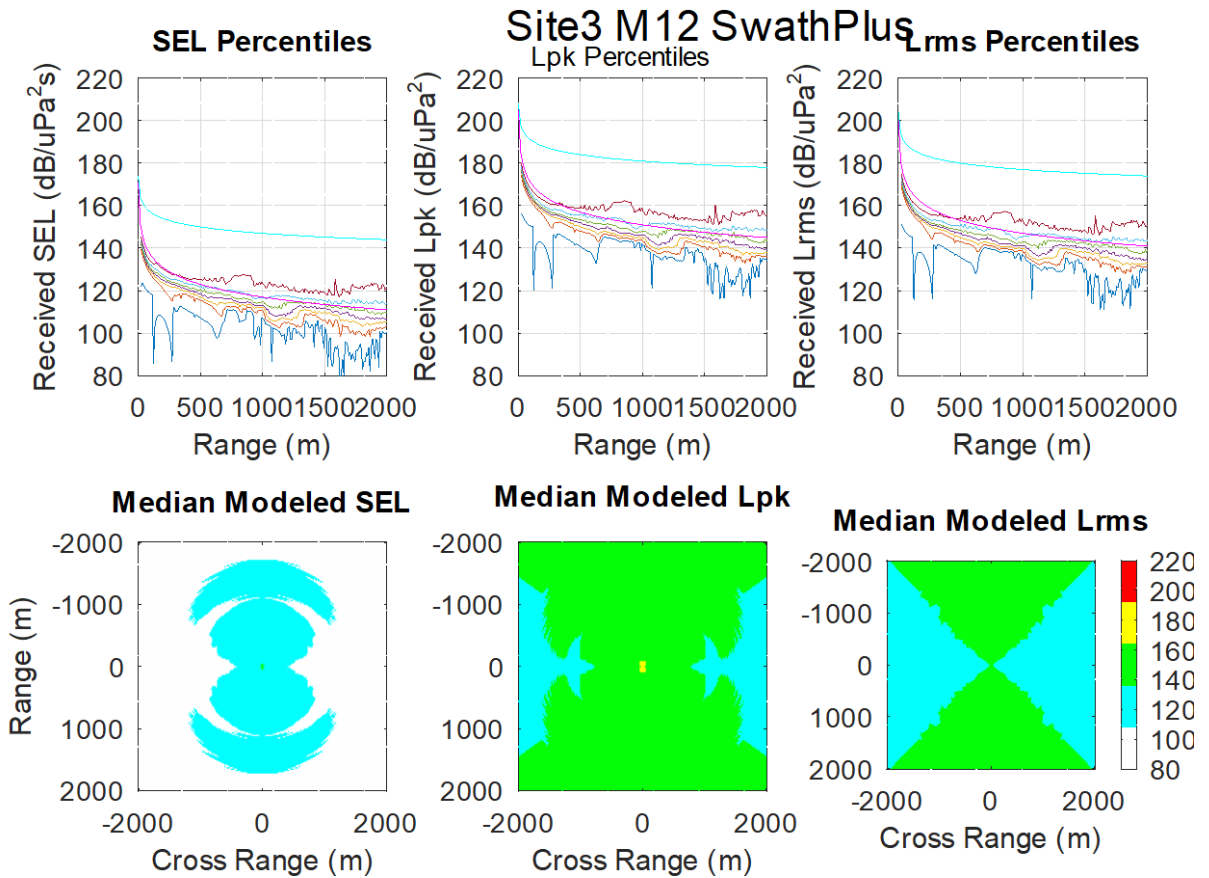 Site3 M12 SwathPlus
SEL Percentiles
Lpk Percentiles
Lrms Percentiles
Received SEL (dB/uPa²s)
220
200
180
160
140
120
100
80
0 500 1000 1500 2000
Range (m)
Received Lpk (dB/uPa²)
220
200
180
160
140
120
100
80
0 500 1000 1500 2000
Range (m)
Received Lrms (dB/uPa²)
220
200
180
160
140
120
100
80
0 500 1000 1500 2000
Range (m)
Median Modeled SEL
Range (m)
-2000
-1000
0
1000
2000
-2000 0 2000
Cross Range (m)
Median Modeled Lpk
-2000
-1000
0
1000
2000
-2000 0 2000
Cross Range (m)
Median Modeled Lrms
-2000
-1000
0
1000
2000
-2000 0 2000
Cross Range (m)
220
200
180
160
140
120
100
80